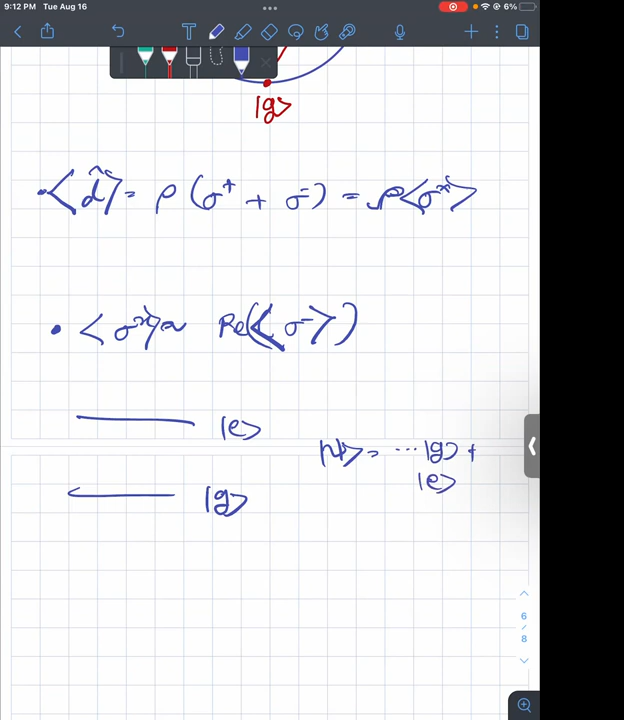 9:12 PM Tue Aug 16
6%
|g>
<d̂> = ρ (σ⁺ + σ⁻) = ρ<σˣ>
• <σˣ> ~ Re(<σ⁻>)
|e>
|ψ> = ... |g> +
|e>
|g>
6
/
8